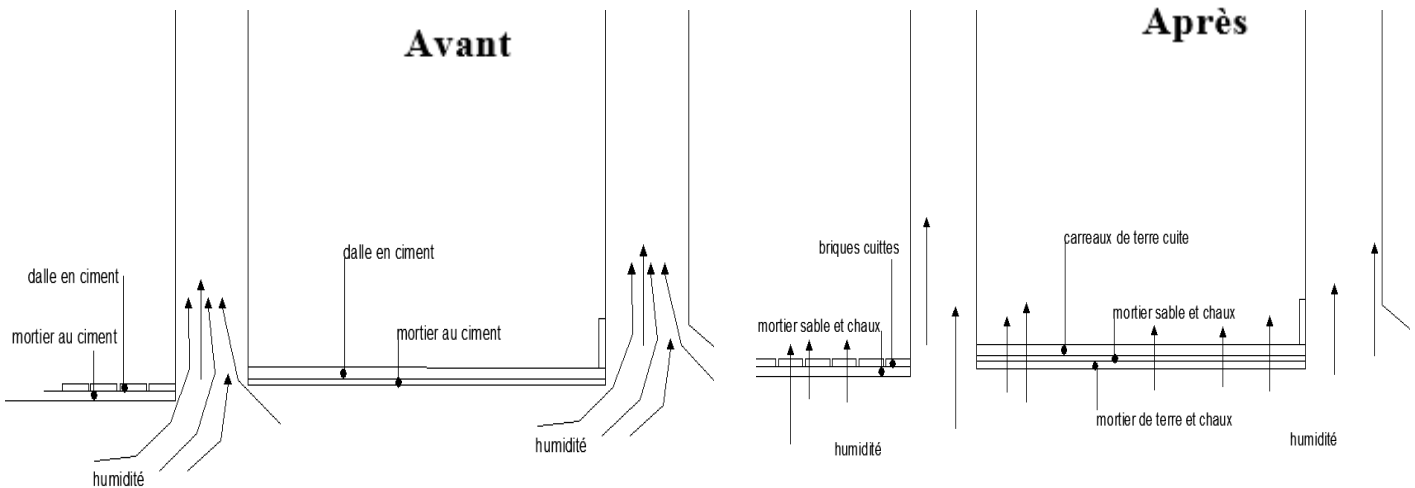 Avant
dalle en ciment
dalle en ciment
mortier au ciment
mortier au ciment
humidité
humidité
Après
briques cuittes
carreaux de terre cuite
mortier sable et chaux
mortier sable et chaux
mortier de terre et chaux
humidité
humidité